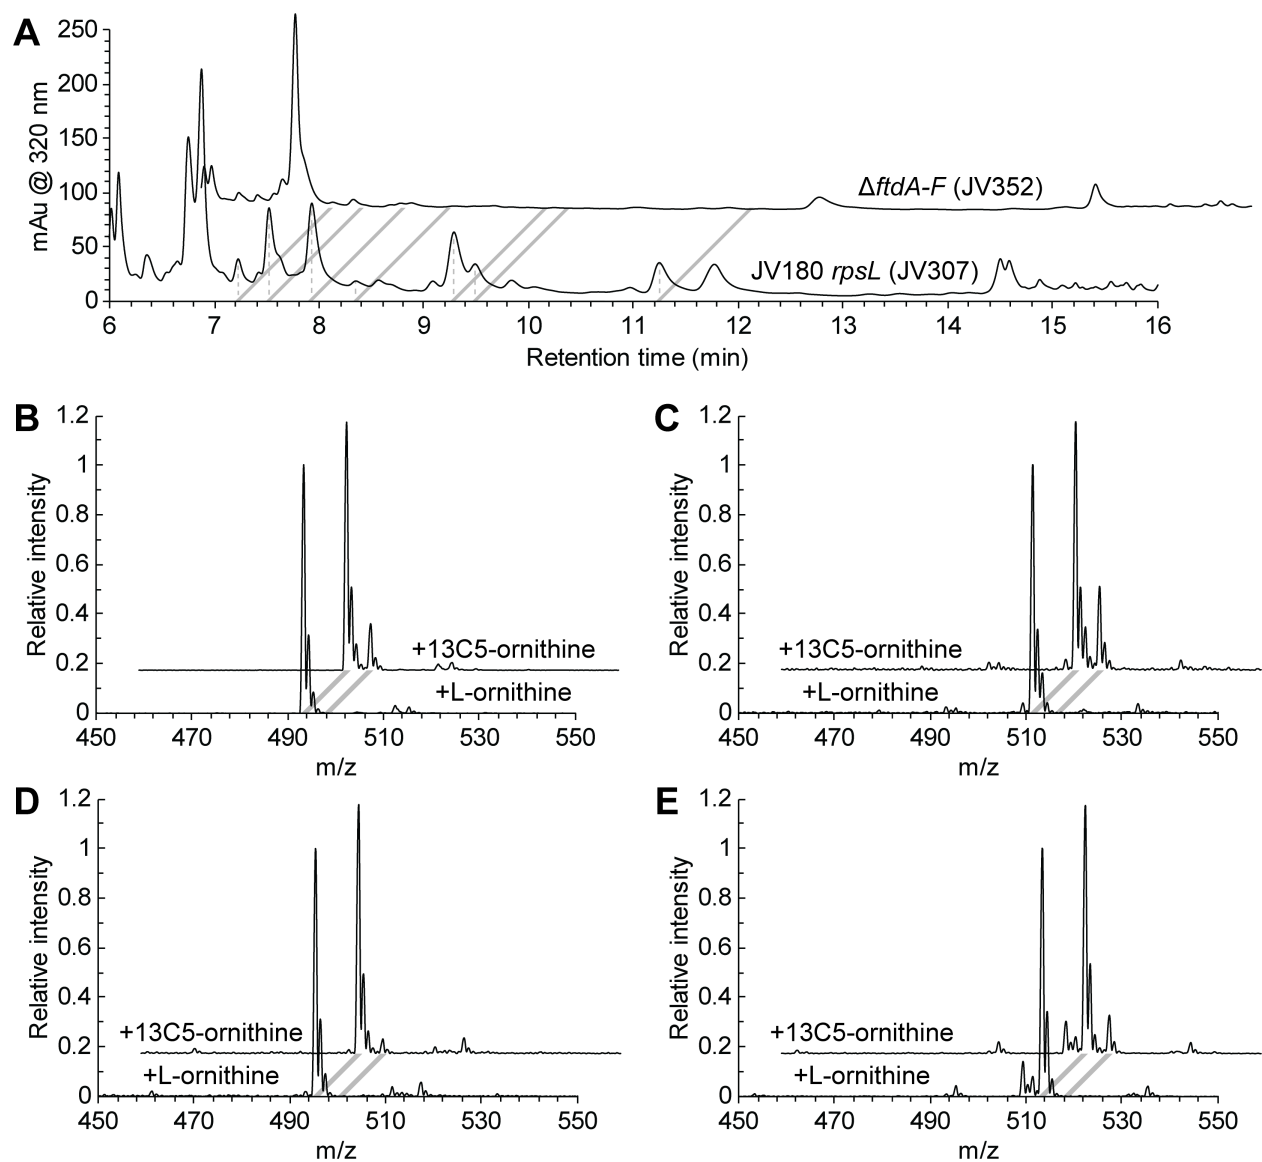 A
250
200
150
100
50
0
mAu @ 320 nm
ΔftdA-F (JV352)
JV180 rpsL (JV307)
6 7 8 9 10 11 12 13 14 15 16
Retention time (min)
B
1.2
1
0.8
0.6
0.4
0.2
0
Relative intensity
+13C5-ornithine
+L-ornithine
450 470 490 510 530 550
m/z
C
1.2
1
0.8
0.6
0.4
0.2
0
Relative intensity
+13C5-ornithine
+L-ornithine
450 470 490 510 530 550
m/z
D
1.2
1
0.8
0.6
0.4
0.2
0
Relative intensity
+13C5-ornithine
+L-ornithine
450 470 490 510 530 550
m/z
E
1.2
1
0.8
0.6
0.4
0.2
0
Relative intensity
+13C5-ornithine
+L-ornithine
450 470 490 510 530 550
m/z